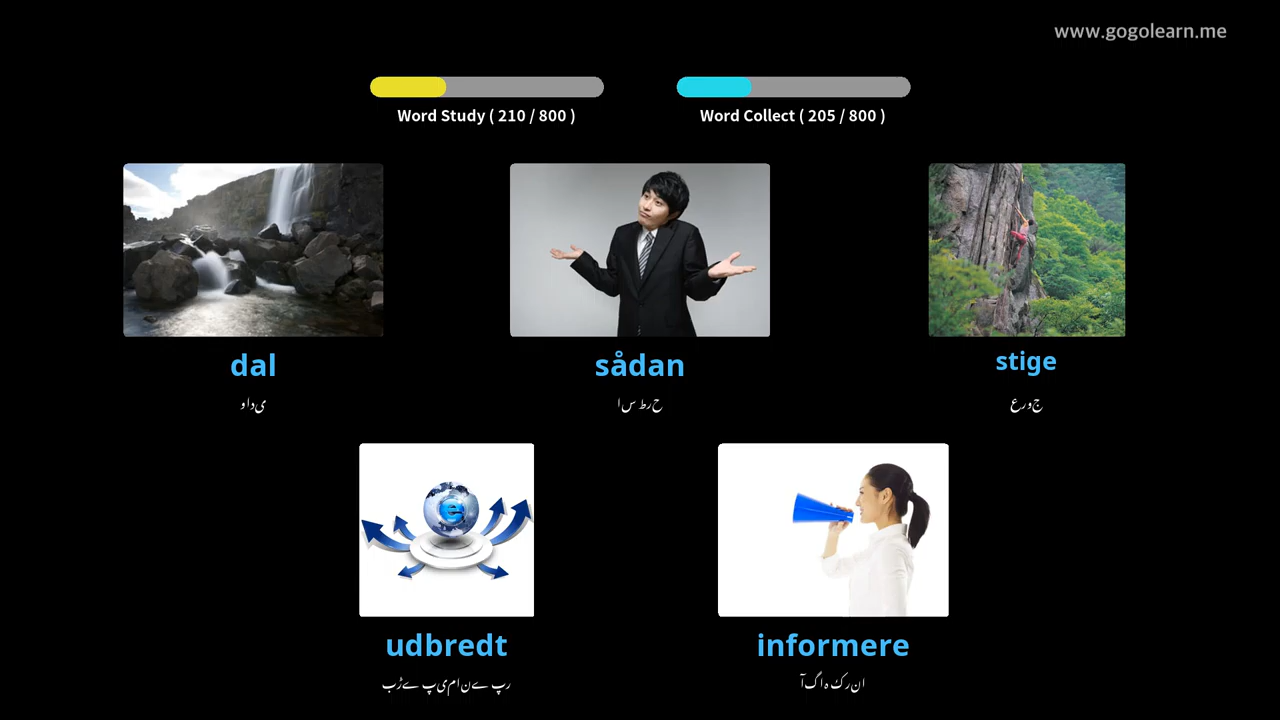 www.gogolearn.me
Word Study ( 210 / 800 )
Word Collect ( 205 / 800 )
dal
وادی
sådan
اس طرح
stige
عروج
udbredt
بڑے پیمانے پر
informere
آگاہ کرنا